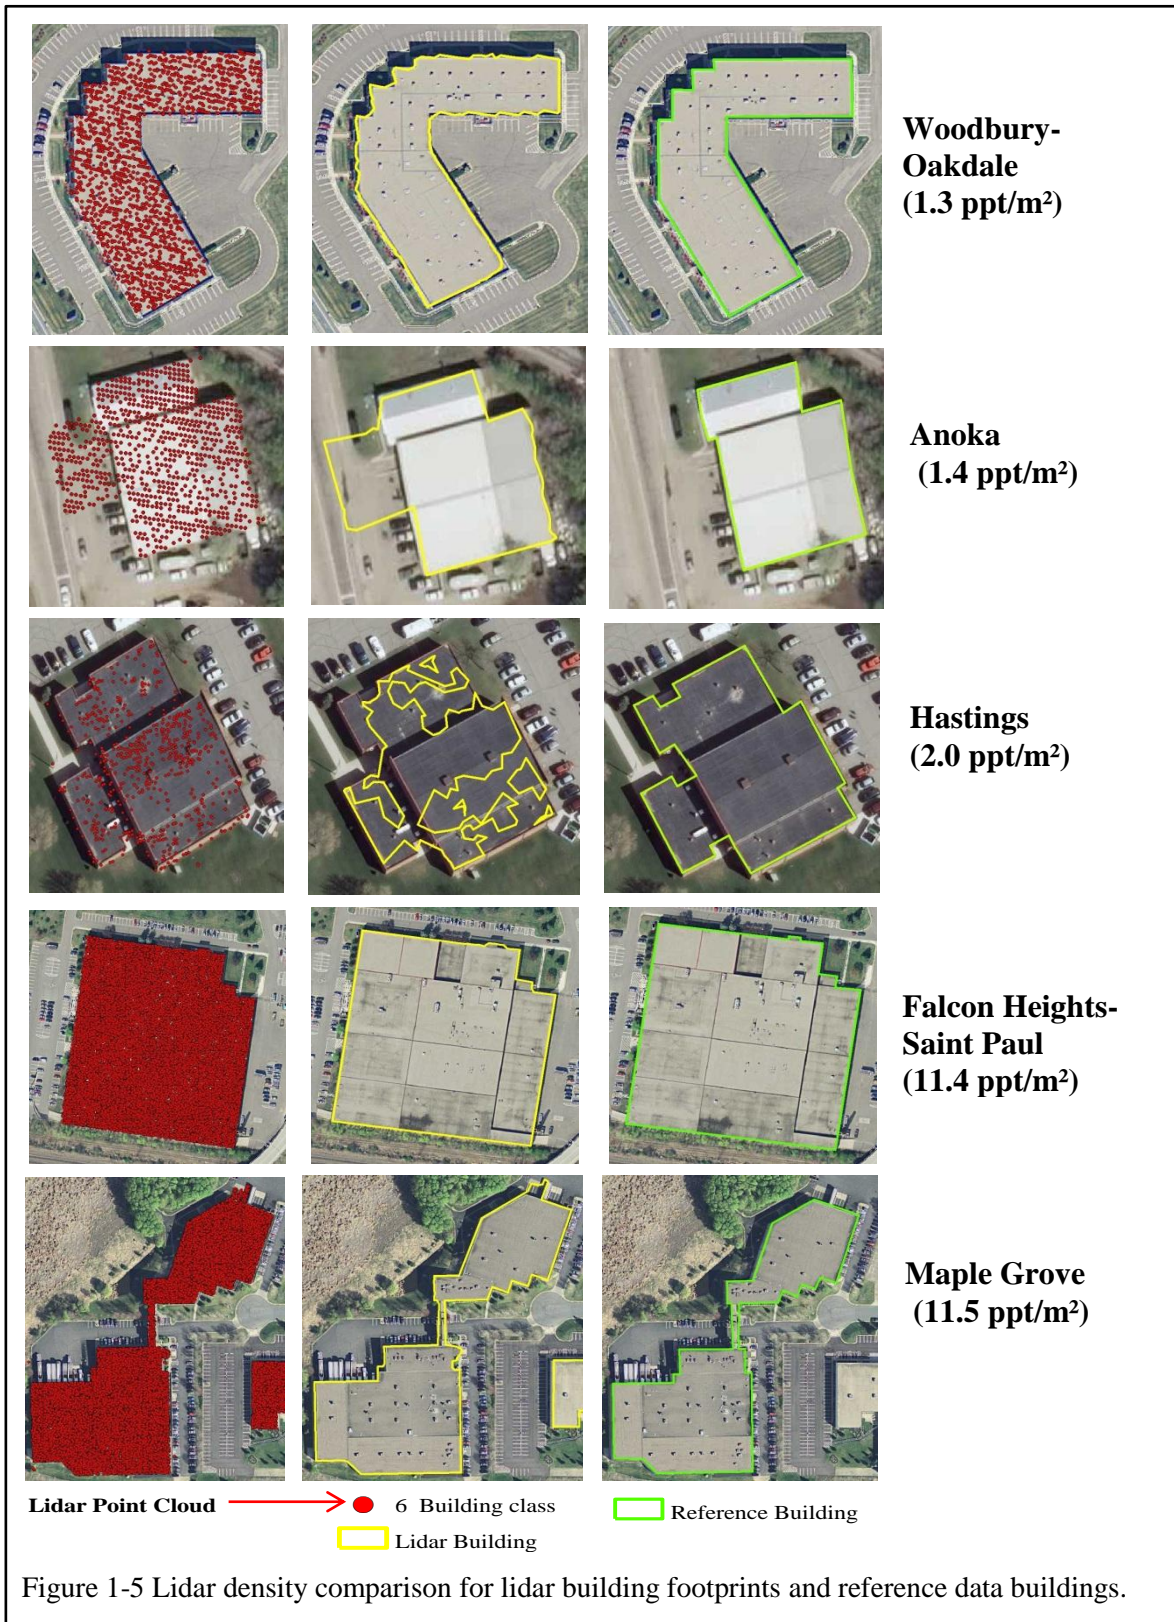 Woodbury-
Oakdale
(1.3 ppt/m²)
Anoka
(1.4 ppt/m²)
Hastings
(2.0 ppt/m²)
Falcon Heights-
Saint Paul
(11.4 ppt/m²)
Maple Grove
(11.5 ppt/m²)
Lidar Point Cloud 6 Building class
Lidar Building
Reference Building
Figure 1-5 Lidar density comparison for lidar building footprints and reference data buildings.